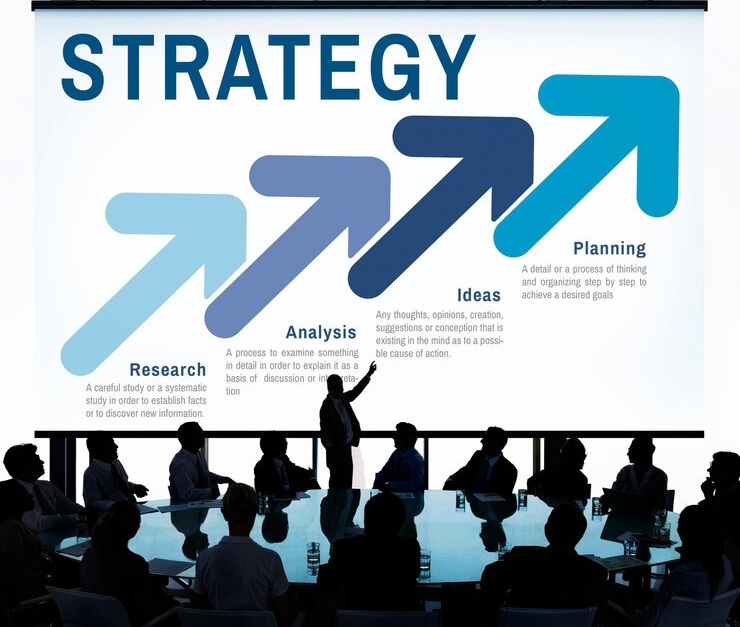 STRATEGY
Planning
A detail or a process of thinking
and organizing step by step to
achieve a desired goals
Ideas
Any thoughts, opinions, creation,
suggestions or conception that is
existing in the mind as to a possi-
ble cause of action.
Analysis
A process to examine something
in detail in order to explain it as a
basis of discussion or
tion
Research
A careful study or a systematic
study in order to establish facts
or to discover new information.